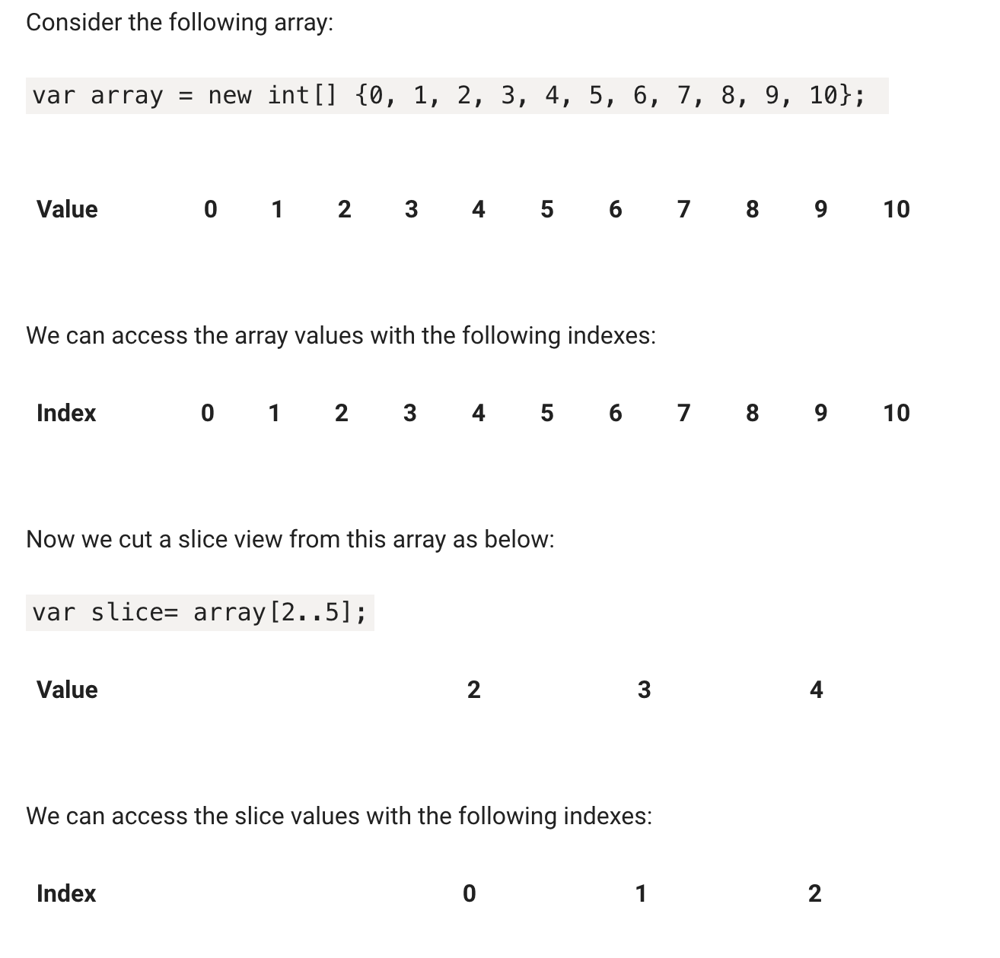 Consider the following array:
var array = new int[] {0, 1, 2, 3, 4, 5, 6, 7, 8, 9, 10};
Value 0 1 2 3 4 5 6 7 8 9 10
We can access the array values with the following indexes:
Index 0 1 2 3 4 5 6 7 8 9 10
Now we cut a slice view from this array as below:
var slice= array[2..5];
Value 2 3 4
We can access the slice values with the following indexes:
Index 0 1 2